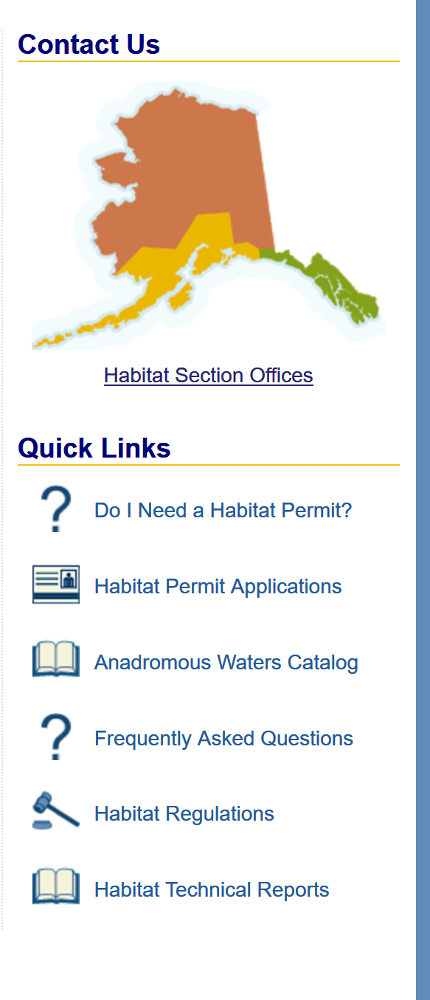 Contact Us
Habitat Section Offices
Quick Links
Do I Need a Habitat Permit?
Habitat Permit Applications
Anadromous Waters Catalog
Frequently Asked Questions
Habitat Regulations
Habitat Technical Reports